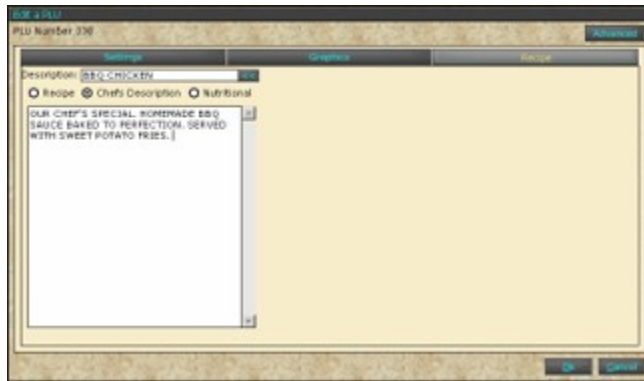 Edit a PLU
PLU Number 330
Advanced
Settings
Graphics
Recipe
Description: BBQ CHICKEN
<<
Recipe
Chefs Description
Nutritional
OUR CHEF'S SPECIAL. HOMEMADE BBQ
SAUCE BAKED TO PERFECTION. SERVED
WITH SWEET POTATO FRIES.
Ok
Cancel